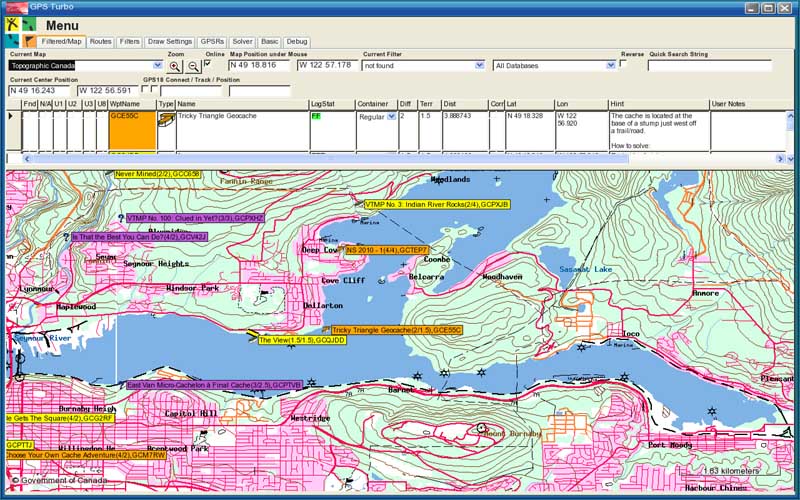 GPS Turbo
Menu
Filtered/Map Routes Filters Draw Settings GPSRs Solver Basic Debug
Current Map Zoom Online Map Position under Mouse Current Filter Reverse Quick Search String
Topographic Canada N 49 18.816 W 122 57.178 not found All Databases
Current Center Position GPS18 Connect / Track / Position
N 49 16.243 W 122 56.591
Fnd N/A U1 U2 U3 U8 WptName Type Name LogStat Container Diff Terr Dist Corr Lat Lon Hint User Notes
GCE55C Tricky Triangle Geocache FF Regular 2 1.5 3.888743 N 49 18.328 W 122 56.920 The cache is located at the
base of a stump just west off
a trail/road.
How to solve:
Never Mined(2/2),GCC658
Fannin Range
Woodlands
VTMP No. 3: Indian River Rocks(2/4),GCPXJB
VTMP No. 100: Clued in Yet?(3/3),GCPXHZ
Marine
Is That the Best You Can Do?(4/2),GCV42J
Deep Cov
NS 2010 - 1(4/4),GCTEP7
Seymour Heights
Coombe
Sasamat Lake
Lynnmour
Windsor Park
Cove Cliff
Belcarra
Woodhaven
Anmore
Maplewood
Dollarton
Tricky Triangle Geocache(2/1.5),GCE55C
Ioco
Seymour River
The View(1.5/1.5),GCQJDD
Marine
East Van Micro-Cachelon à Final Cache(3/2.5),GCPTVB
Barnet
Pleasant
Burnaby Heigh
Capitol Hill
le Gets The Square(4/2),GCG2RF
Westridge
Mount Burnaby
GCPTTJ
Willingdon He
Brentwood Park
Port Moody
Choose Your Own Cache Adventure(4/2),GCM7RW
1.63 kilometers
© Government of Canada
Harbour Chines